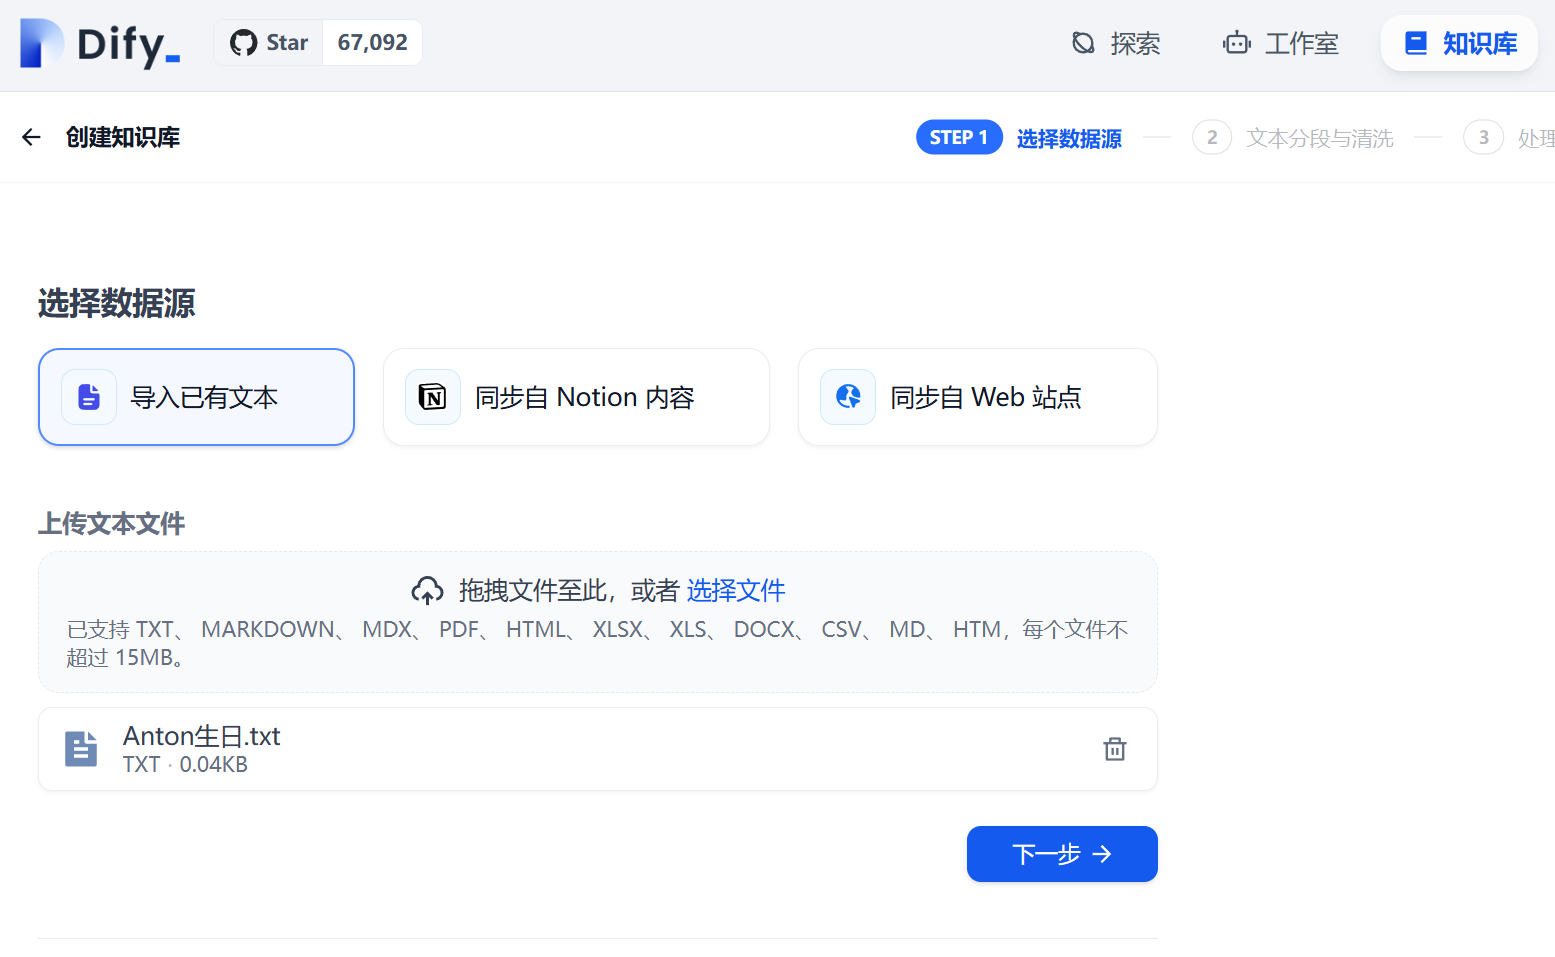 Dify_
Star 67,092
探索 工作室 知识库
创建知识库
STEP 1 选择数据源 2 文本分段与清洗 3 处理
选择数据源
导入已有文本 同步自 Notion 内容 同步自 Web 站点
上传文本文件
拖拽文件至此，或者 选择文件
已支持 TXT、 MARKDOWN、 MDX、 PDF、 HTML、 XLSX、 XLS、 DOCX、 CSV、 MD、 HTM，每个文件不
超过 15MB。
Anton生日.txt
TXT · 0.04KB
下一步